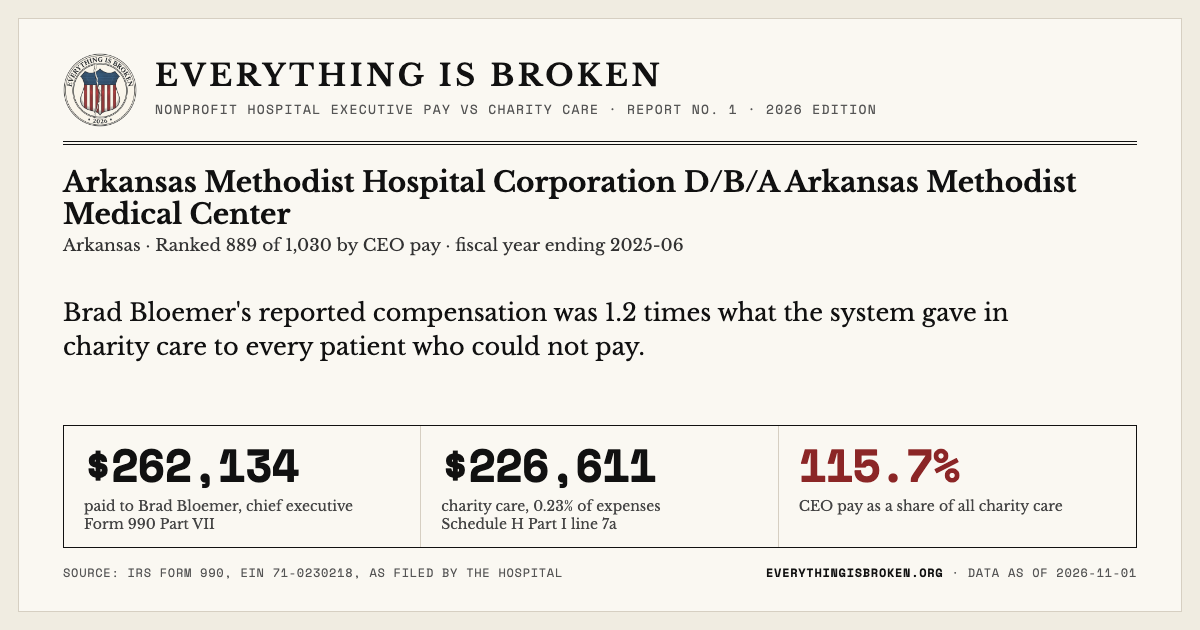 EVERYTHING IS BROKEN
2026
EVERYTHING IS BROKEN
NONPROFIT HOSPITAL EXECUTIVE PAY VS CHARITY CARE · REPORT NO. 1 · 2026 EDITION
Arkansas Methodist Hospital Corporation D/B/A Arkansas Methodist
Medical Center
Arkansas · Ranked 889 of 1,030 by CEO pay · fiscal year ending 2025-06
Brad Bloemer's reported compensation was 1.2 times what the system gave in
charity care to every patient who could not pay.
$262,134
paid to Brad Bloemer, chief executive
Form 990 Part VII
$226,611
charity care, 0.23% of expenses
Schedule H Part I line 7a
115.7%
CEO pay as a share of all charity care
SOURCE: IRS FORM 990, EIN 71-0230218, AS FILED BY THE HOSPITAL
EVERYTHINGISBROKEN.ORG · DATA AS OF 2026-11-01